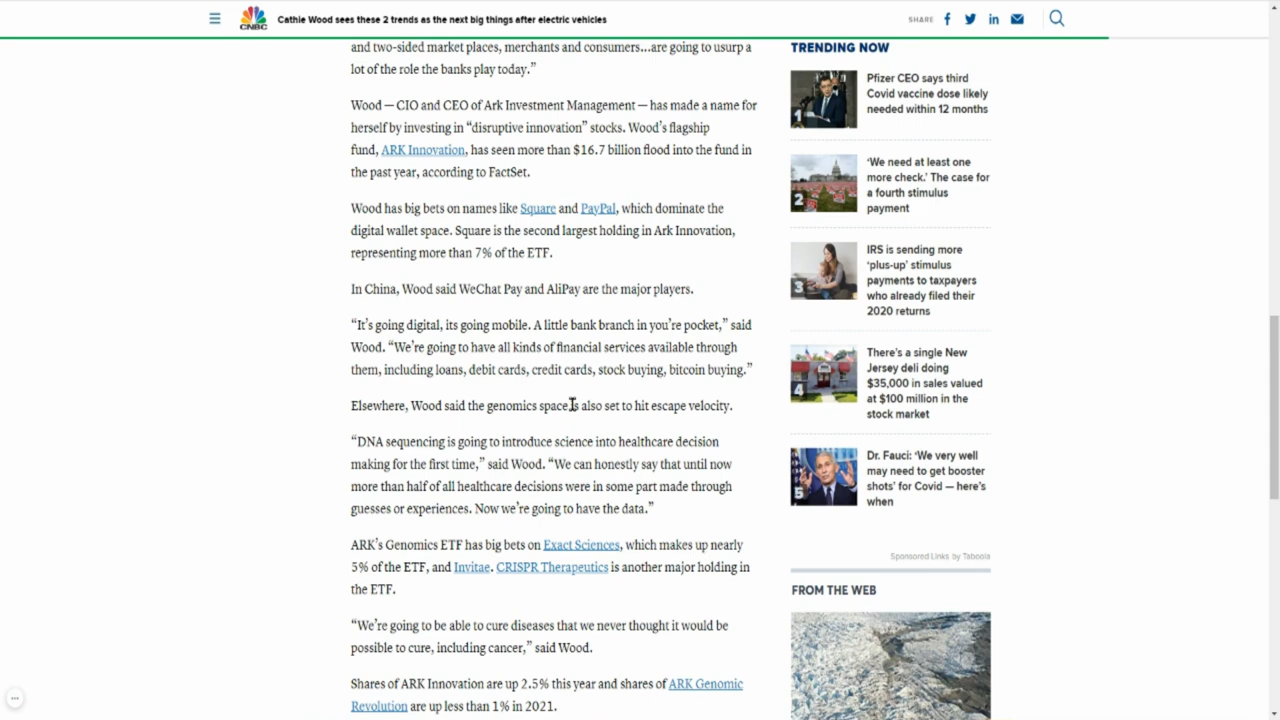 CNBC
Cathie Wood sees these 2 trends as the next big things after electric vehicles
SHARE
and two-sided market places, merchants and consumers...are going to usurp a
lot of the role the banks play today.”
Wood — CIO and CEO of Ark Investment Management — has made a name for
herself by investing in “disruptive innovation” stocks. Wood’s flagship
fund, ARK Innovation, has seen more than $16.7 billion flood into the fund in
the past year, according to FactSet.
Wood has big bets on names like Square and PayPal, which dominate the
digital wallet space. Square is the second largest holding in Ark Innovation,
representing more than 7% of the ETF.
In China, Wood said WeChat Pay and AliPay are the major players.
“It’s going digital, its going mobile. A little bank branch in you’re pocket,” said
Wood. “We’re going to have all kinds of financial services available through
them, including loans, debit cards, credit cards, stock buying, bitcoin buying.”
Elsewhere, Wood said the genomics space is also set to hit escape velocity.
“DNA sequencing is going to introduce science into healthcare decision
making for the first time,” said Wood. “We can honestly say that until now
more than half of all healthcare decisions were in some part made through
guesses or experiences. Now we’re going to have the data.”
ARK’s Genomics ETF has big bets on Exact Sciences, which makes up nearly
5% of the ETF, and Invitae. CRISPR Therapeutics is another major holding in
the ETF.
“We’re going to be able to cure diseases that we never thought it would be
possible to cure, including cancer,” said Wood.
Shares of ARK Innovation are up 2.5% this year and shares of ARK Genomic
Revolution are up less than 1% in 2021.
TRENDING NOW
1
Pfizer CEO says third
Covid vaccine dose likely
needed within 12 months
2
‘We need at least one
more check.’ The case for
a fourth stimulus
payment
3
IRS is sending more
‘plus-up’ stimulus
payments to taxpayers
who already filed their
2020 returns
4
There’s a single New
Jersey deli doing
$35,000 in sales valued
at $100 million in the
stock market
5
Dr. Fauci: ‘We very well
may need to get booster
shots’ for Covid — here’s
when
Sponsored Links by Taboola
FROM THE WEB